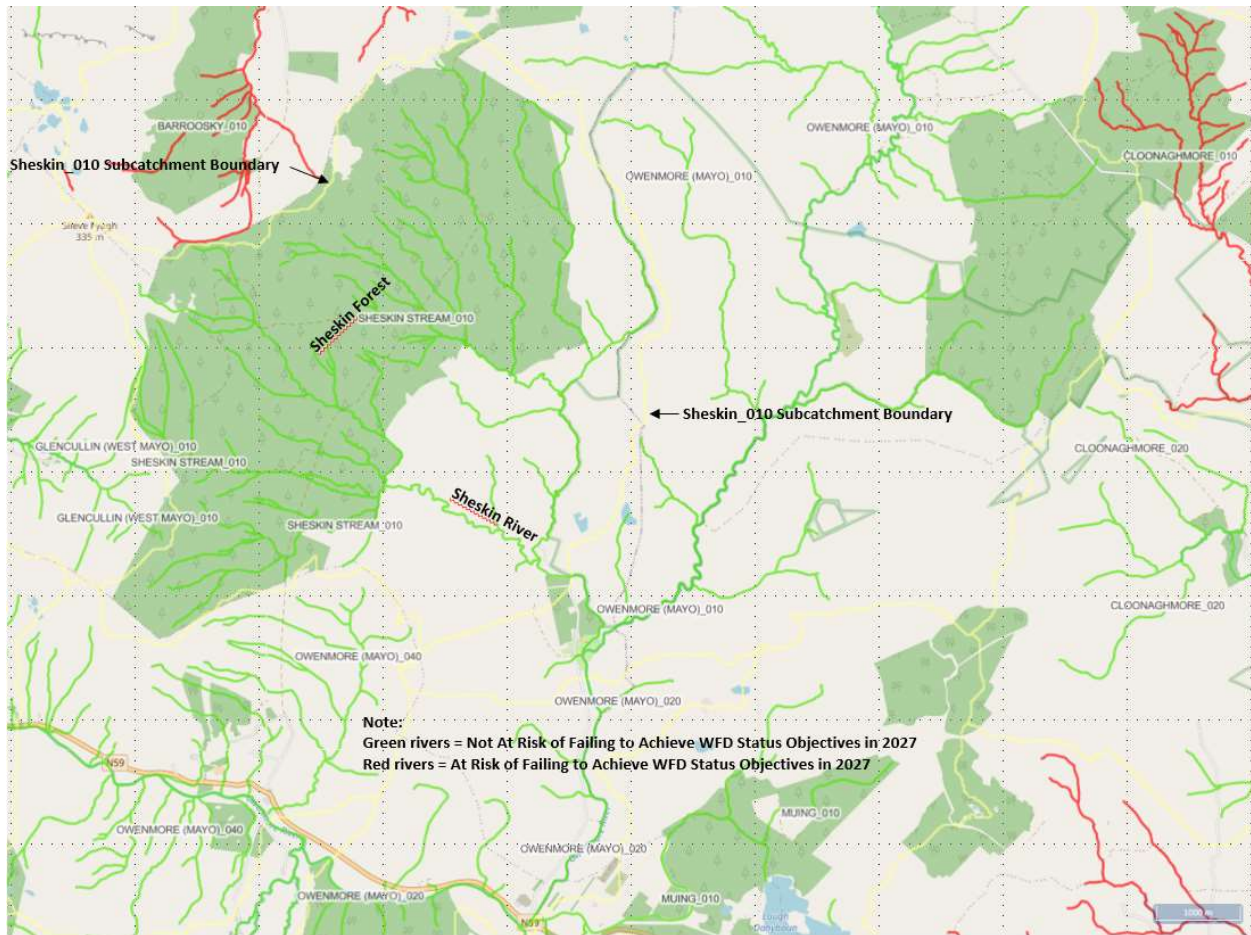 BARROOSKY_010
OWENMORE (MAYO)_010
CLOONAGHMORE_010
Sheskin_010 Subcatchment Boundary
OWENMORE (MAYO)_010
335 m
Sheskin Forest
SHESKIN STREAM_010
Sheskin_010 Subcatchment Boundary
GLENCULLIN (WEST MAYO)_010
SHESKIN STREAM_010
CLOONAGHMORE_020
GLENCULLIN (WEST MAYO)_010
SHESKIN STREAM_010
Sheskin River
OWENMORE (MAYO)_010
CLOONAGHMORE_020
OWENMORE (MAYO)_040
OWENMORE (MAYO)_020
Note:
Green rivers = Not At Risk of Failing to Achieve WFD Status Objectives in 2027
Red rivers = At Risk of Failing to Achieve WFD Status Objectives in 2027
N59
OWENMORE (MAYO)_040
MUING_010
OWENMORE (MAYO)_020
OWENMORE (MAYO)_020
MUING_010
N59
Lough
1000 m